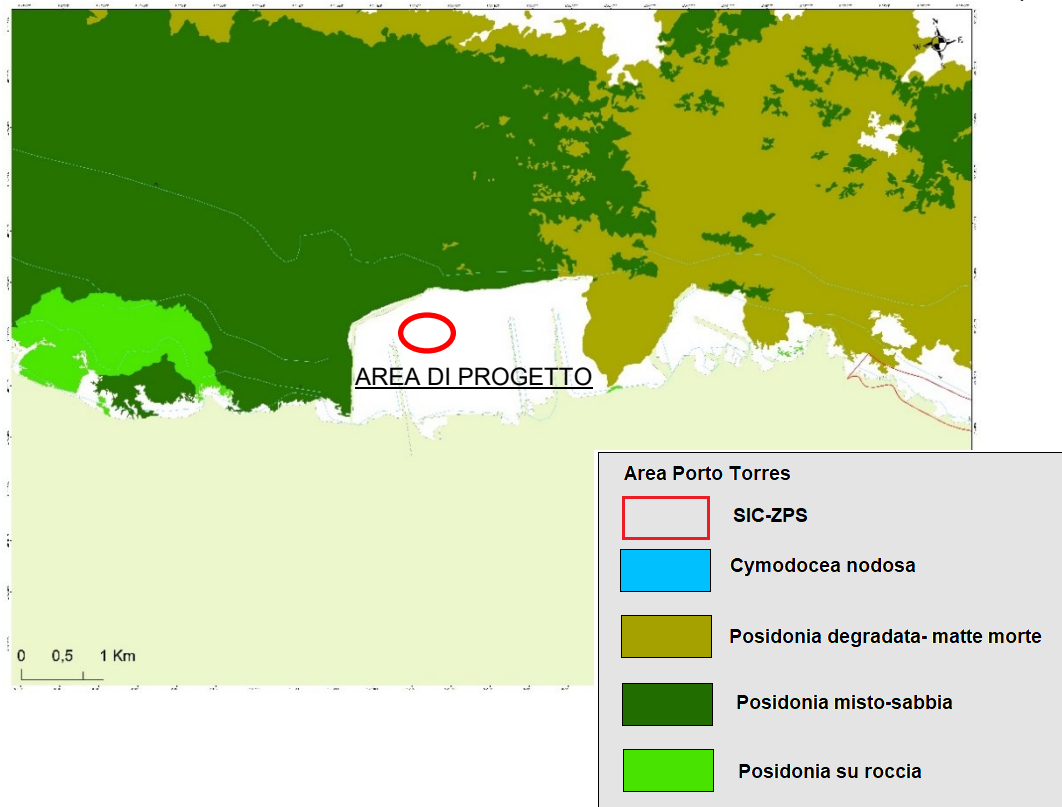 N
W
E
S
AREA DI PROGETTO
Area Porto Torres
SIC-ZPS
Cymodocea nodosa
Posidonia degradata- matte morte
Posidonia misto-sabbia
Posidonia su roccia
0 0,5 1 Km